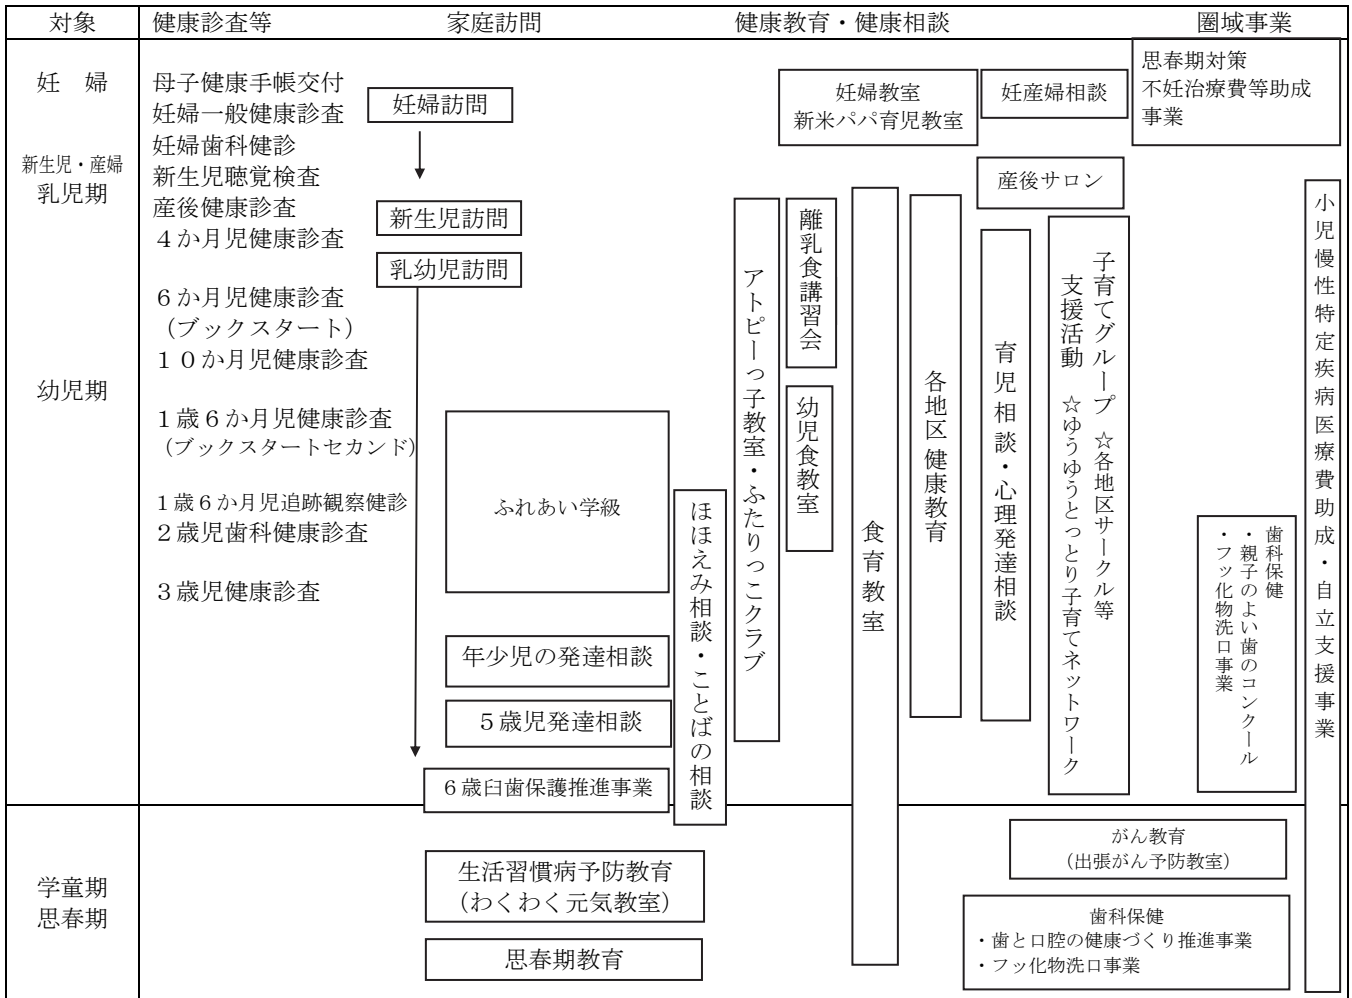 対象
健康診査等
家庭訪問
健康教育・健康相談
圏域事業
妊　婦
新生児・産婦
乳児期
幼児期
学童期
思春期
母子健康手帳交付
妊婦一般健康診査
妊婦歯科健診
新生児聴覚検査
産後健康診査
４か月児健康診査
６か月児健康診査
（ブックスタート）
１０か月児健康診査
１歳６か月児健康診査
（ブックスタートセカンド）
１歳６か月児追跡観察健診
２歳児歯科健康診査
３歳児健康診査
妊婦訪問
新生児訪問
乳幼児訪問
ふれあい学級
年少児の発達相談
５歳児発達相談
６歳臼歯保護推進事業
生活習慣病予防教育
（わくわく元気教室）
思春期教育
ほほえみ相談・ことばの相談
アトピーっ子教室・ふたりっこクラブ
妊婦教室
新米パパ育児教室
離乳食講習会
幼児食教室
食育教室
各地区健康教育
妊産婦相談
産後サロン
育児相談・心理発達相談
子育てグループ ☆各地区サークル等
支援活動 ☆ゆうゆうとっとり子育てネットワーク
思春期対策
不妊治療費等助成
事業
歯科保健
・親子のよい歯のコンクール
・フッ化物洗口事業
小児慢性特定疾病医療費助成・自立支援事業
がん教育
（出張がん予防教室）
歯科保健
・歯と口腔の健康づくり推進事業
・フッ化物洗口事業